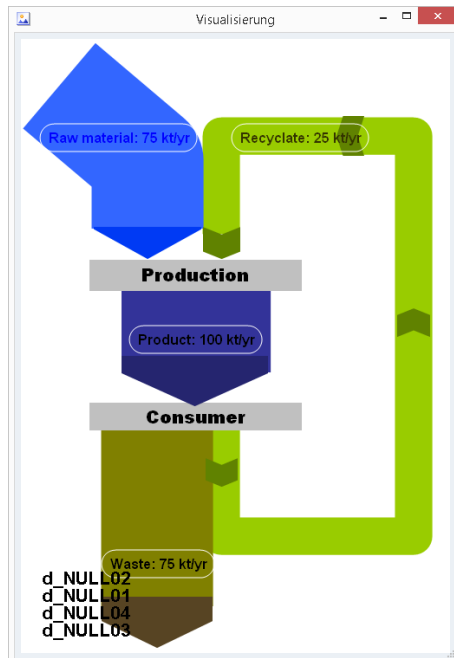 Visualisierung
Raw material: 75 kt/yr
Recyclate: 25 kt/yr
Production
Product: 100 kt/yr
Consumer
Waste: 75 kt/yr
d_NULL02
d_NULL01
d_NULL04
d_NULL03